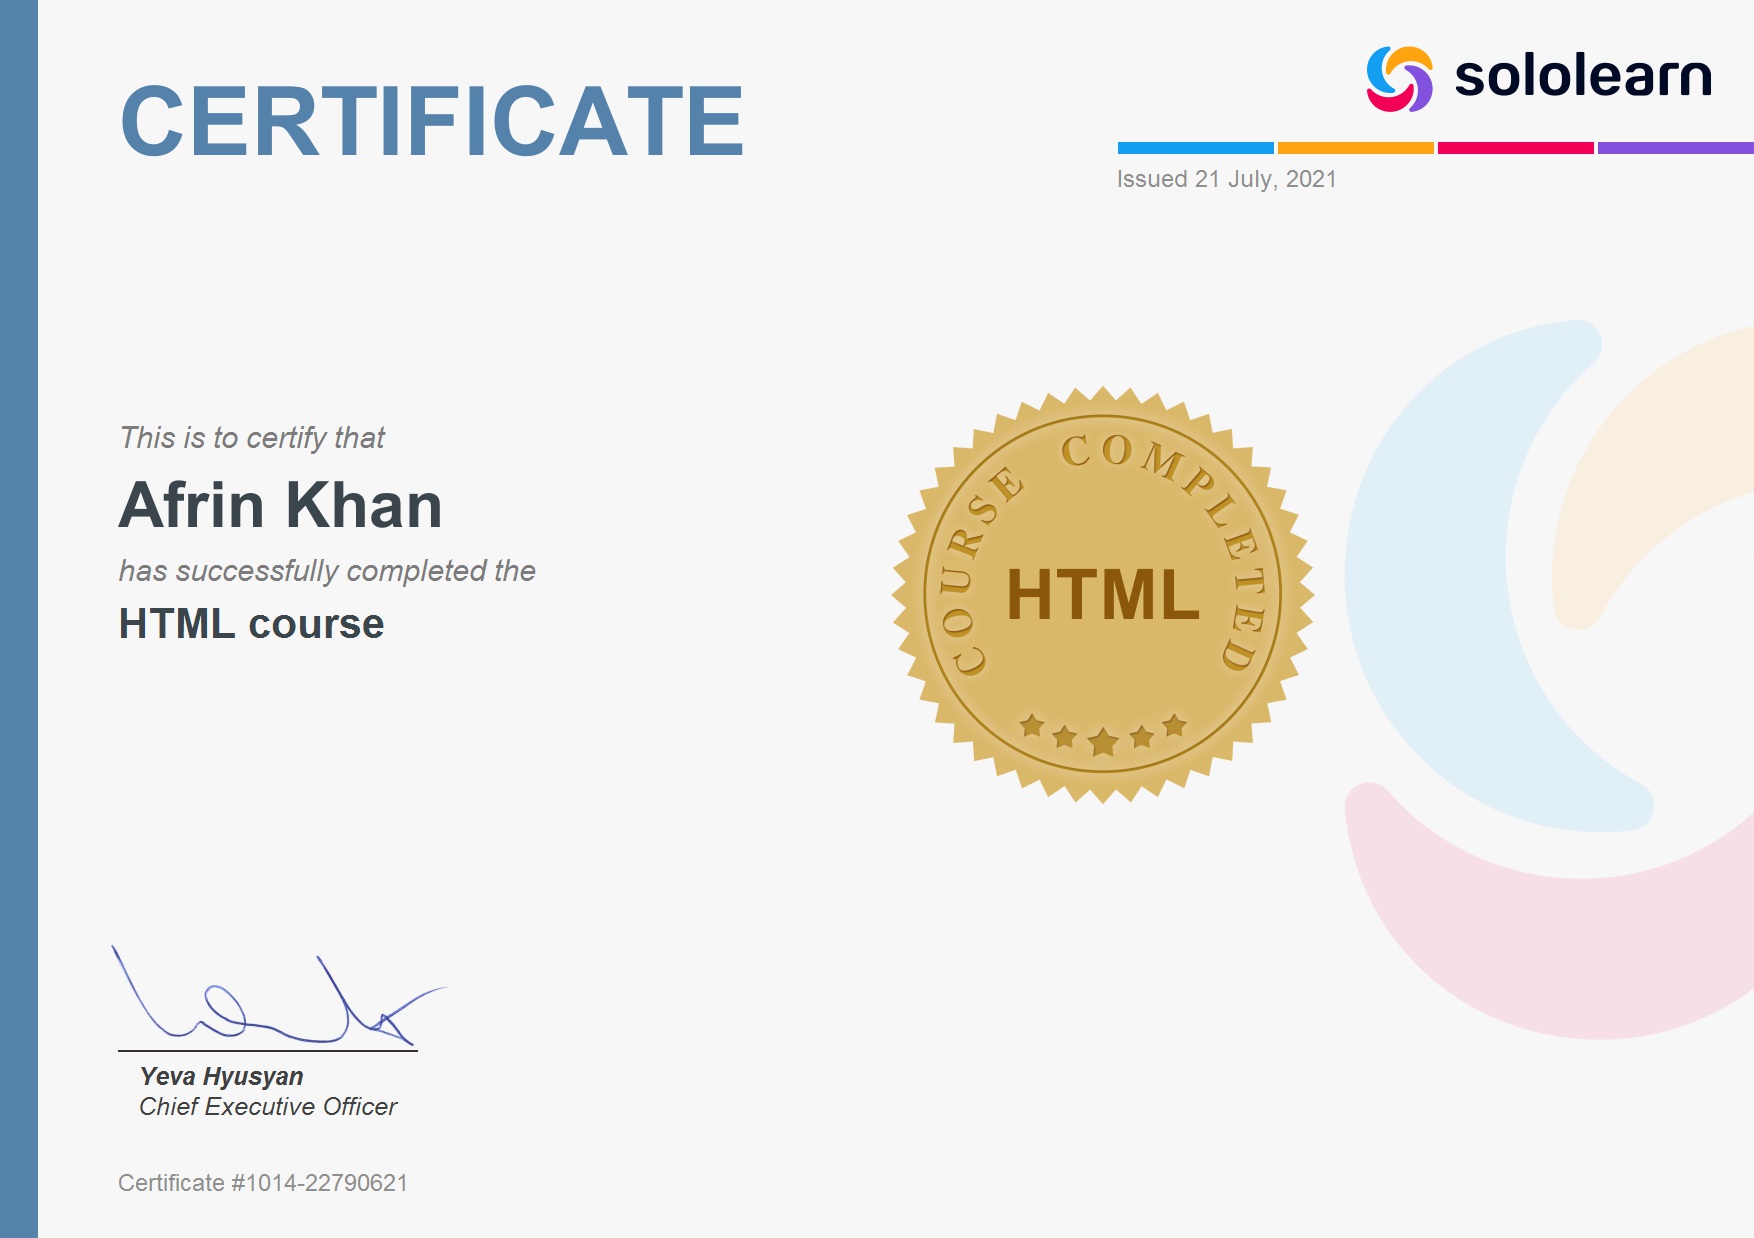 CERTIFICATE
sololearn
Issued 21 July, 2021
This is to certify that
Afrin Khan
has successfully completed the
HTML course
COURSE COMPLETED
HTML
Yeva Hyusyan
Chief Executive Officer
Certificate #1014-22790621